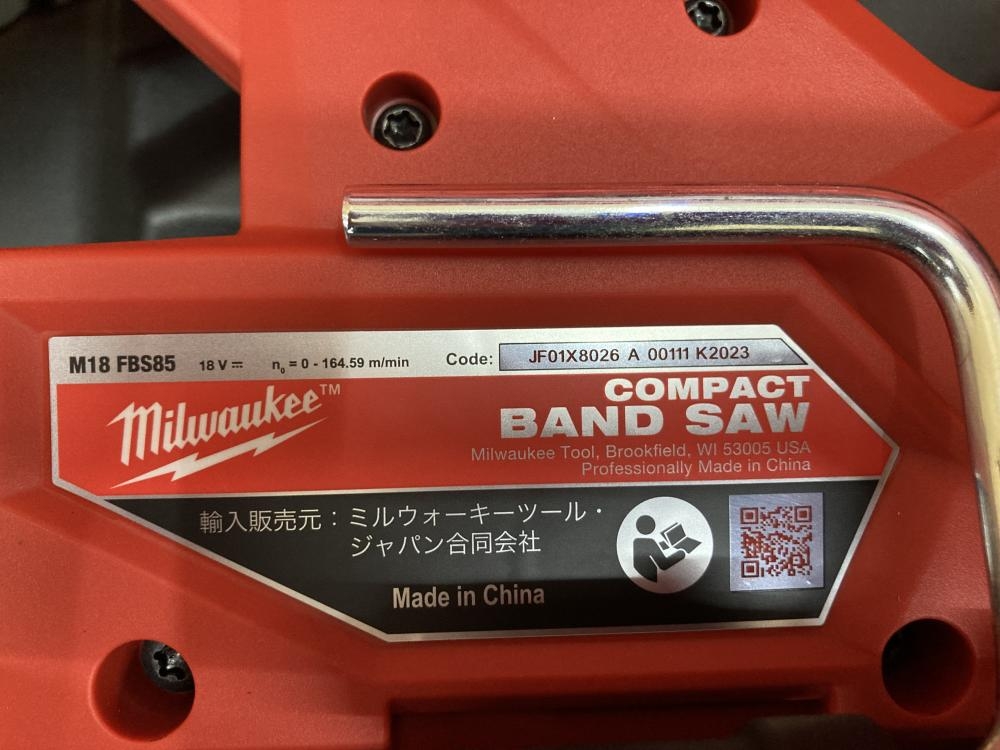 M18 FBS85 18 V ⎓ n₀ = 0 - 164.59 m/min Code: JF01X8026 A 00111 K2023
Milwaukee™
COMPACT
BAND SAW
Milwaukee Tool, Brookfield, WI 53005 USA
Professionally Made in China
輸入販売元：ミルウォーキーツール・
ジャパン合同会社
Made in China